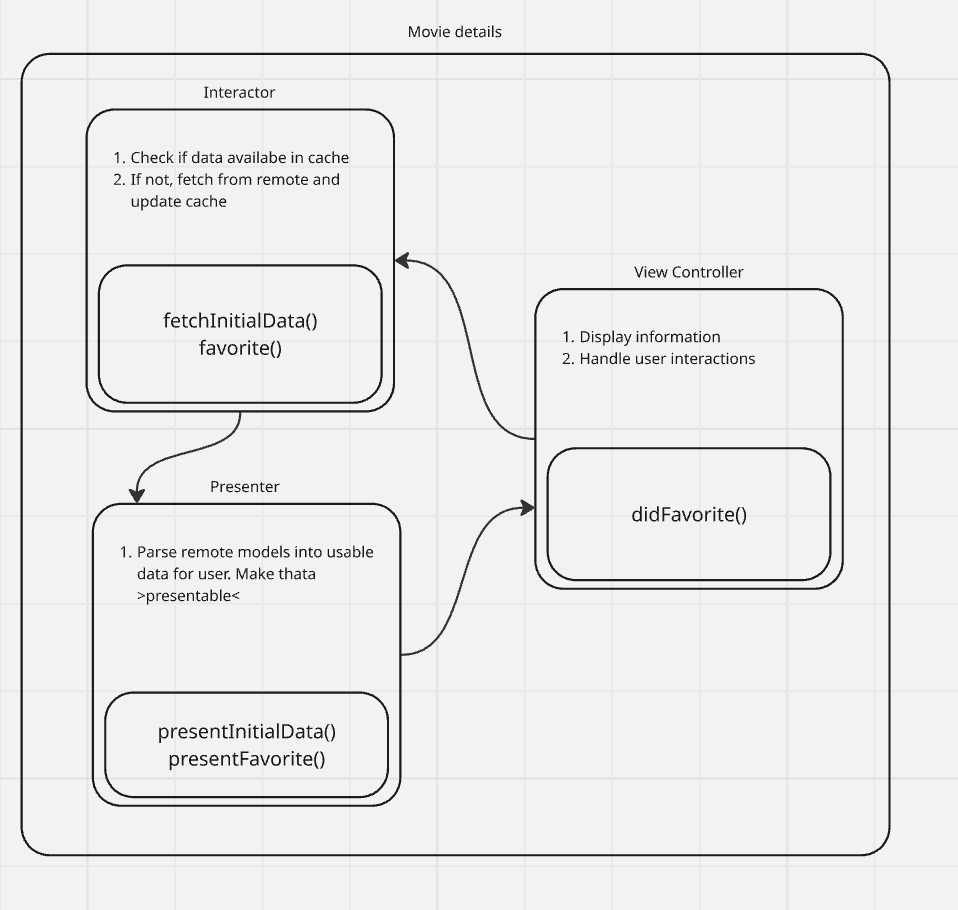 Movie details
Interactor
1. Check if data availabe in cache
2. If not, fetch from remote and
update cache
fetchInitialData()
favorite()
View Controller
1. Display information
2. Handle user interactions
didFavorite()
Presenter
1. Parse remote models into usable
data for user. Make thata
>presentable<
presentInitialData()
presentFavorite()